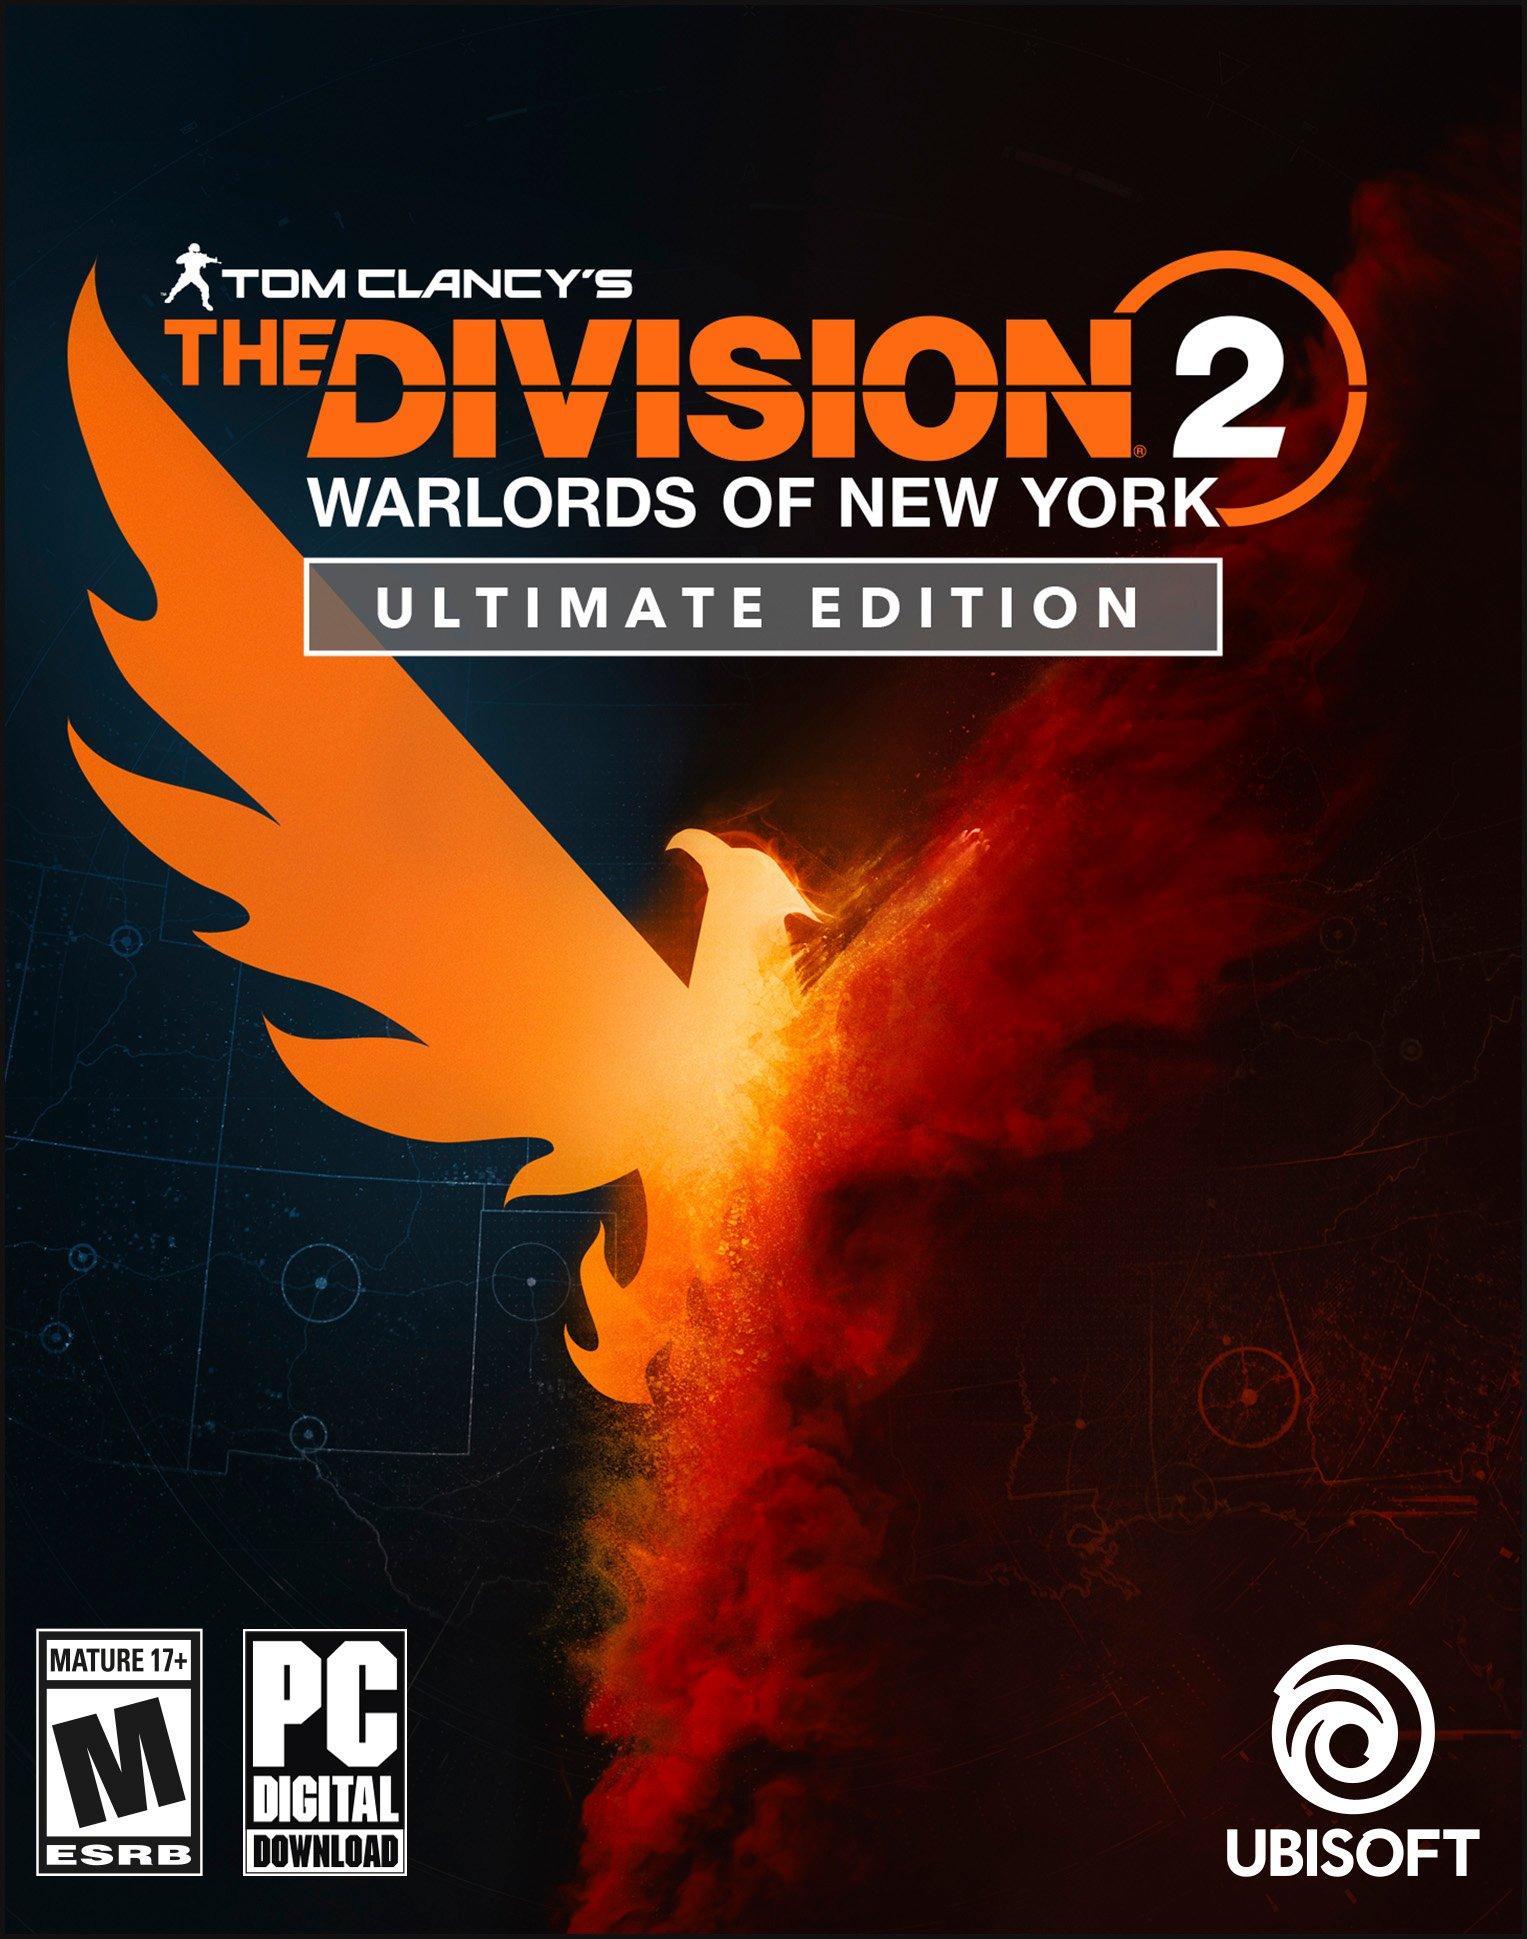 TOM CLANCY'S
THE DIVISION® 2
WARLORDS OF NEW YORK
ULTIMATE EDITION
MATURE 17+
M
ESRB
PC
DIGITAL
DOWNLOAD
UBISOFT